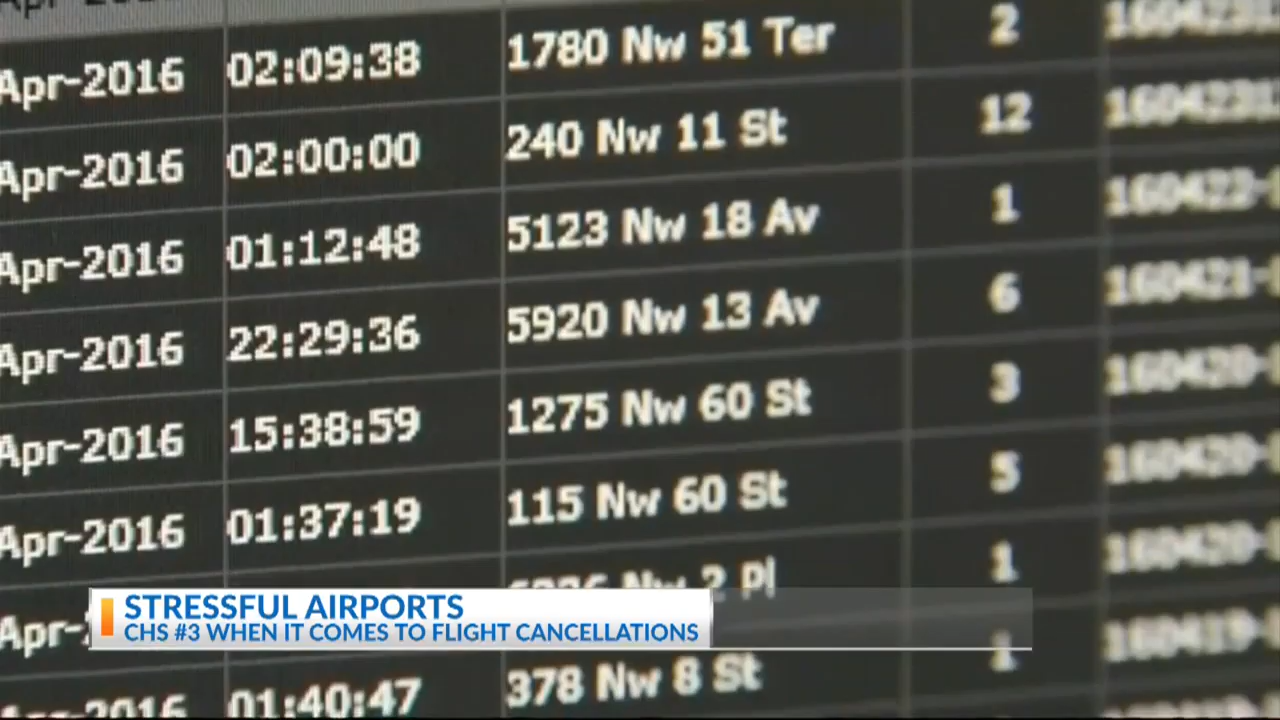 Apr-2016 02:09:38 1780 Nw 51 Ter 2
Apr-2016 02:00:00 240 Nw 11 St 12
Apr-2016 01:12:48 5123 Nw 18 Av 1
Apr-2016 22:29:36 5920 Nw 13 Av 6
Apr-2016 15:38:59 1275 Nw 60 St 3
Apr-2016 01:37:19 115 Nw 60 St 5
Nw 2 Pl 1
STRESSFUL AIRPORTS
CHS #3 WHEN IT COMES TO FLIGHT CANCELLATIONS
01:40:47 378 Nw 8 St 1